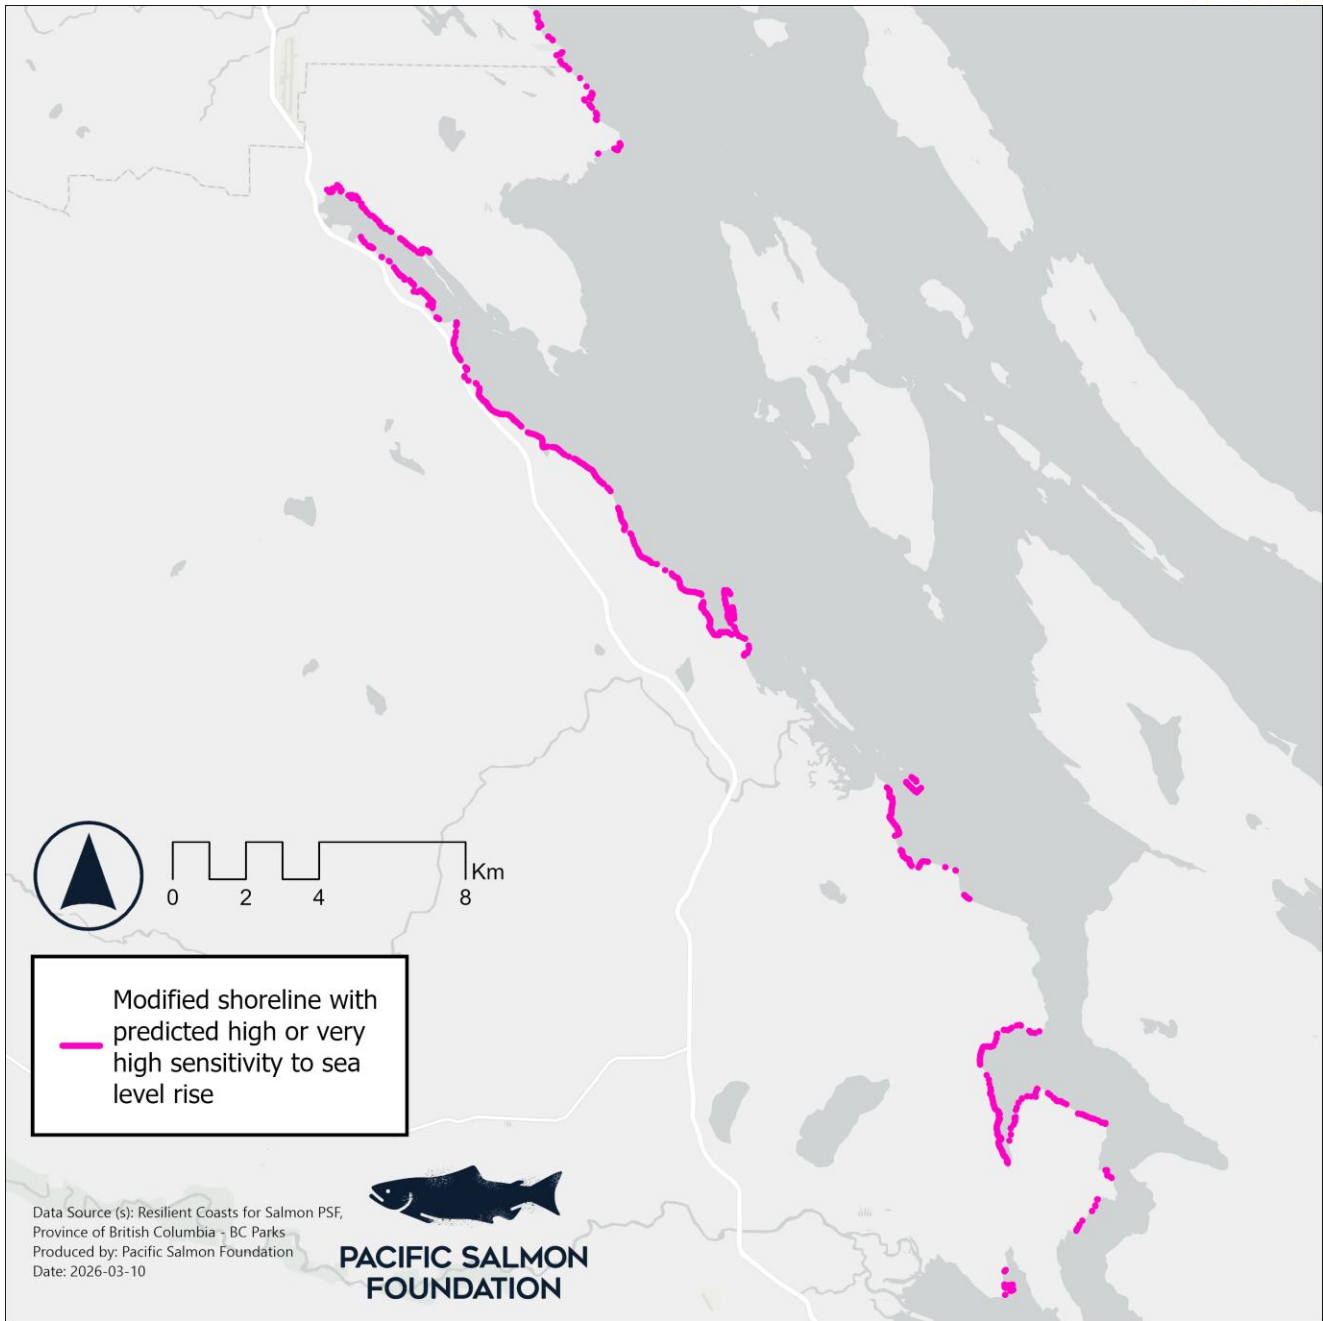 Km
0 2 4 8
Modified shoreline with
predicted high or very
high sensitivity to sea
level rise
Data Source (s): Resilient Coasts for Salmon PSF,
Province of British Columbia - BC Parks
Produced by: Pacific Salmon Foundation
Date: 2026-03-10
PACIFIC SALMON
FOUNDATION